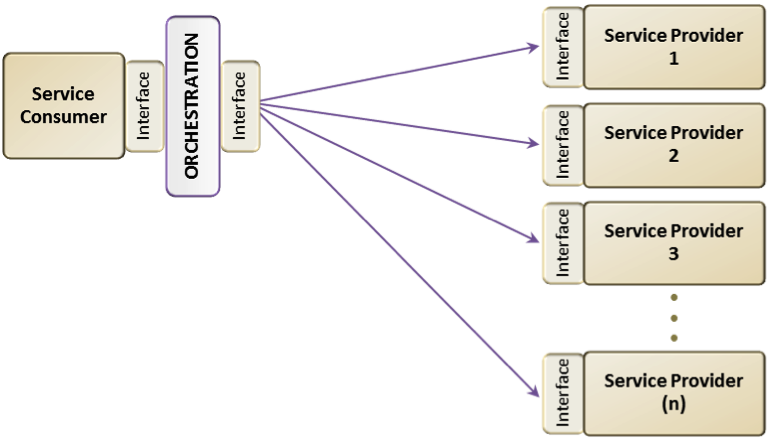 Service
Consumer
Interface
ORCHESTRATION
Interface
Interface
Service Provider
1
Interface
Service Provider
2
Interface
Service Provider
3
Interface
Service Provider
(n)